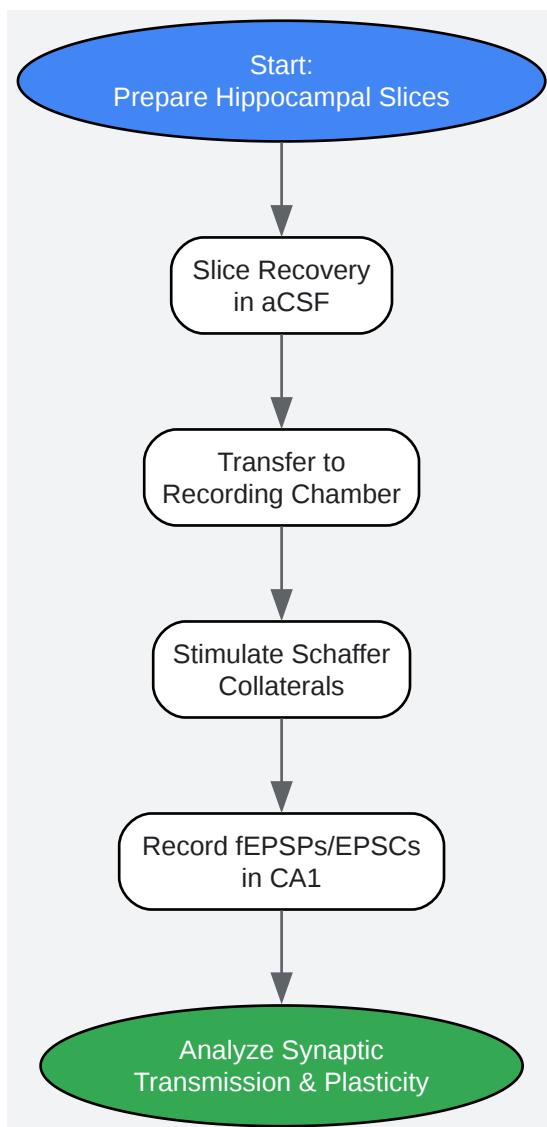 Start:
Prepare Hippocampal Slices
Slice Recovery
in aCSF
Transfer to
Recording Chamber
Stimulate Schaffer
Collaterals
Record fEPSPs/EPSCs
in CA1
Analyze Synaptic
Transmission & Plasticity